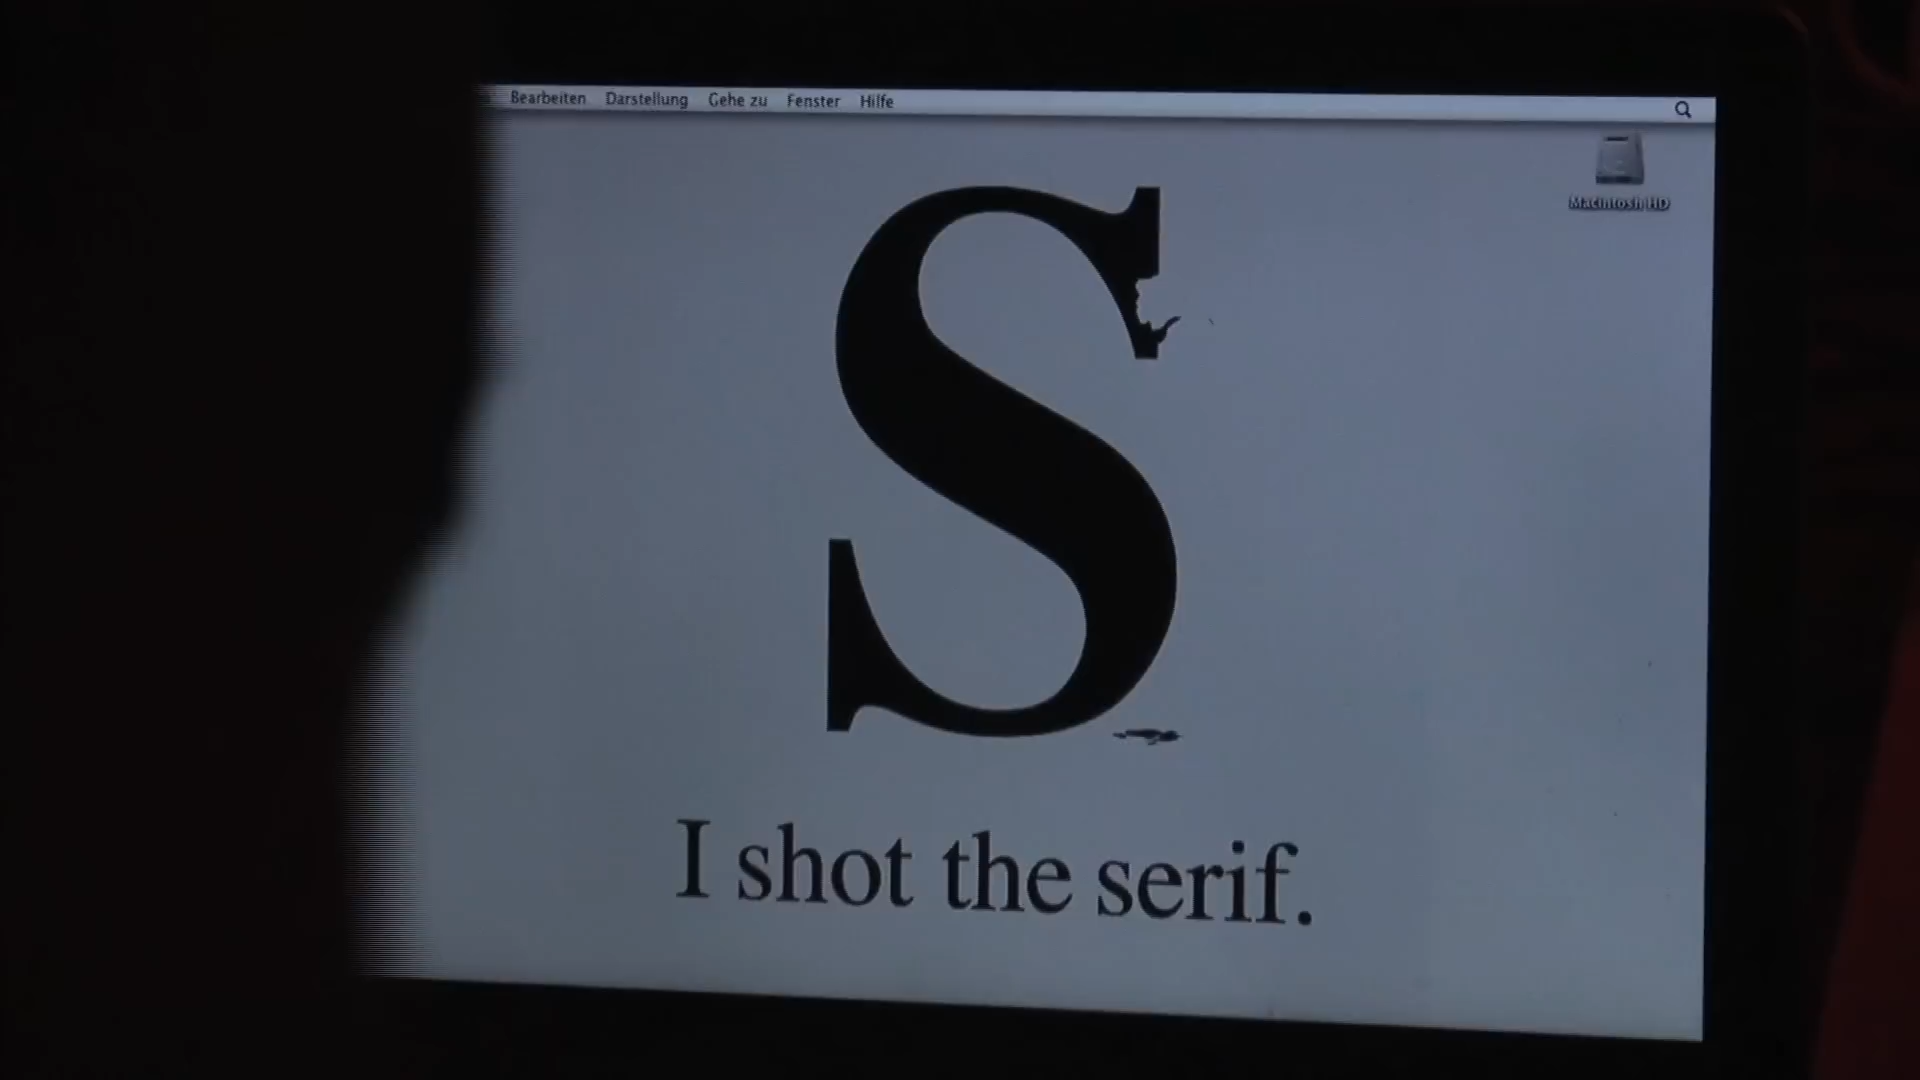 Bearbeiten Darstellung Gehe zu Fenster Hilfe
Macintosh HD
S
I shot the serif.